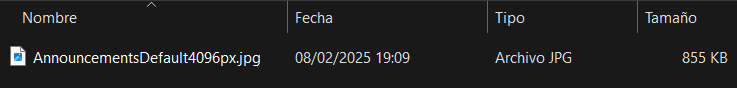 Nombre Fecha Tipo Tamaño
AnnouncementsDefault4096px.jpg 08/02/2025 19:09 Archivo JPG 855 KB